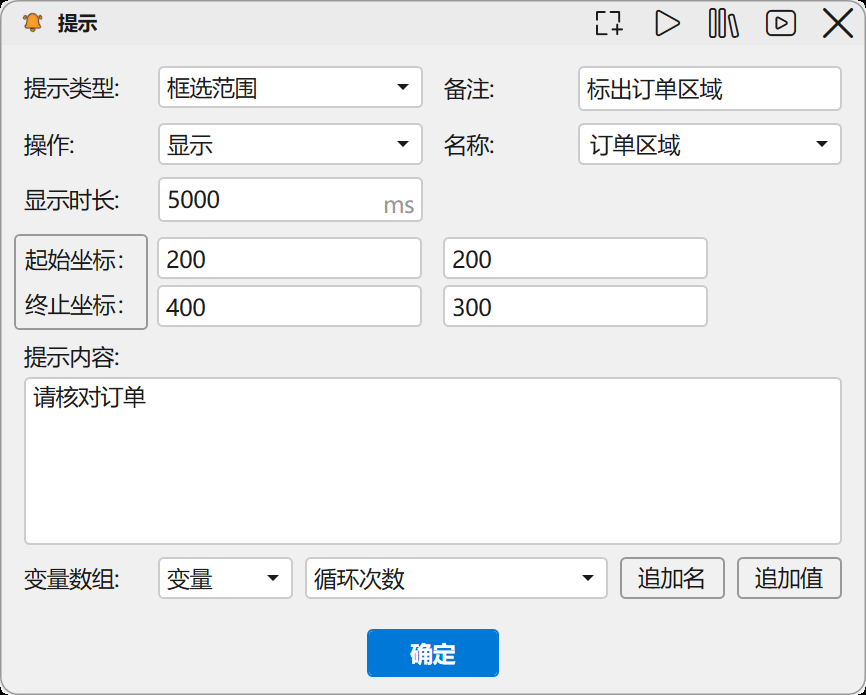 提示
提示类型: 框选范围 备注: 标出订单区域
操作: 显示 名称: 订单区域
显示时长: 5000 ms
起始坐标: 200 200
终止坐标: 400 300
提示内容:
请核对订单
变量数组: 变量 循环次数 追加名 追加值
确定